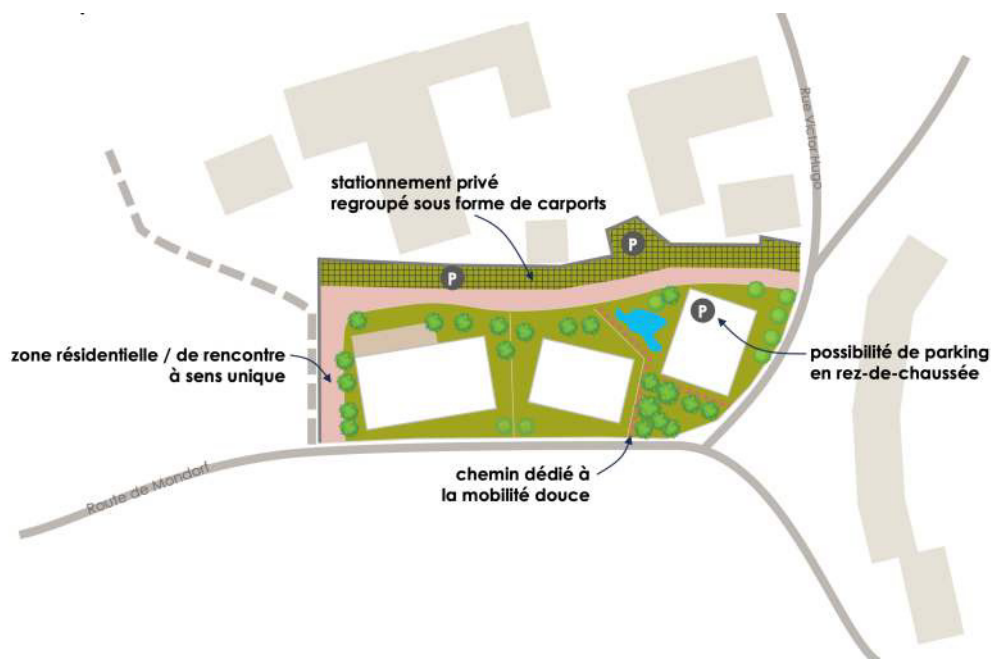 Rue Victor Hugo
stationnement privé
regroupé sous forme de carports
P
P
P
zone résidentielle / de rencontre
à sens unique
possibilité de parking
en rez-de-chaussée
chemin dédié à
la mobilité douce
Route de Mondorf